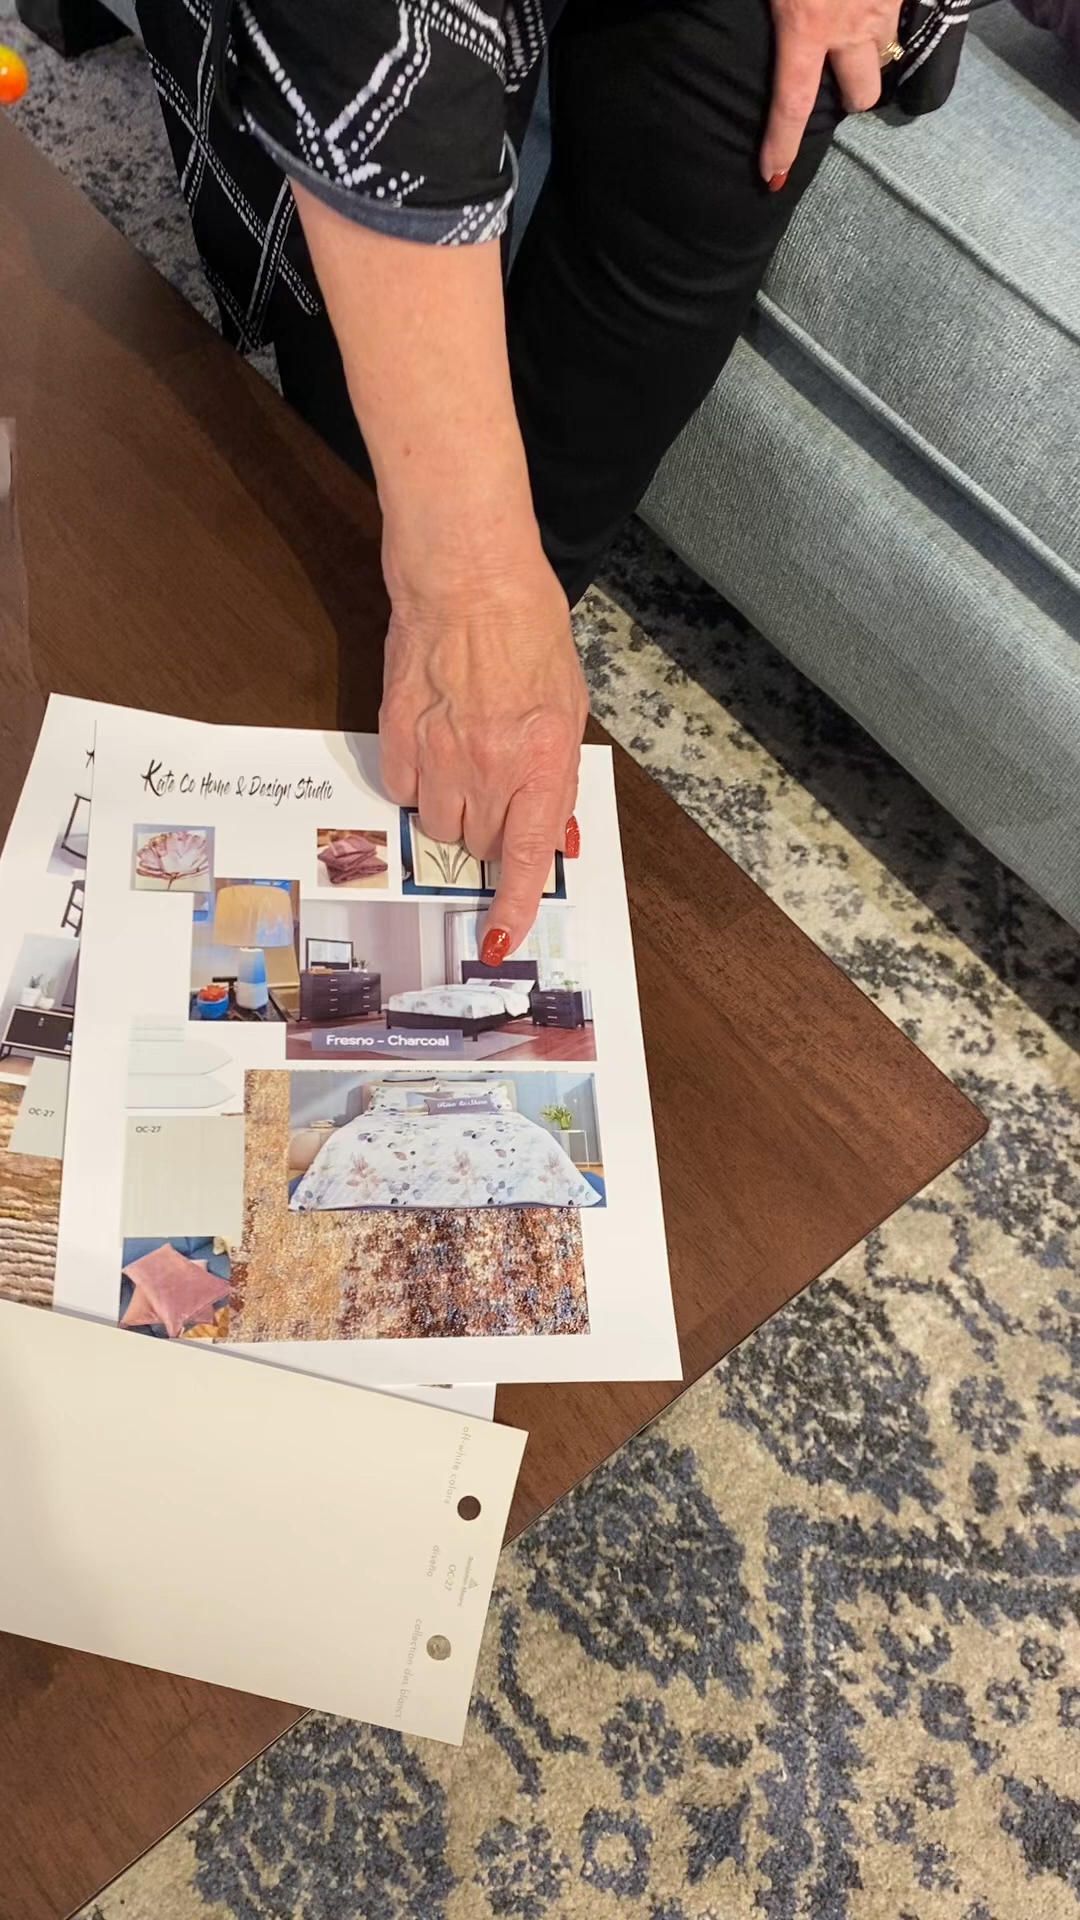 Kate Co Home & Design Studio
Fresno - Charcoal
OC-27
OC-27
off-white colors
OC-27
collection des blancs